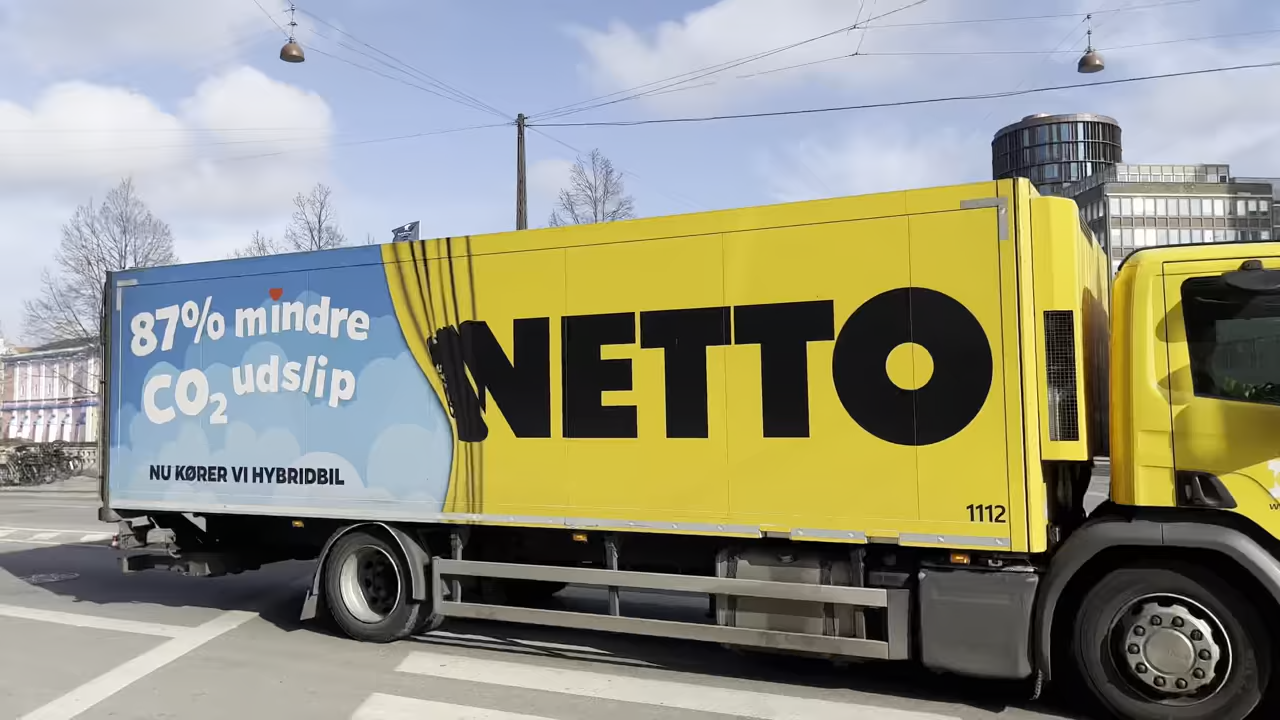 87% mindre
CO₂ udslip
NU KØRER VI HYBRIDBIL
NETTO
1112